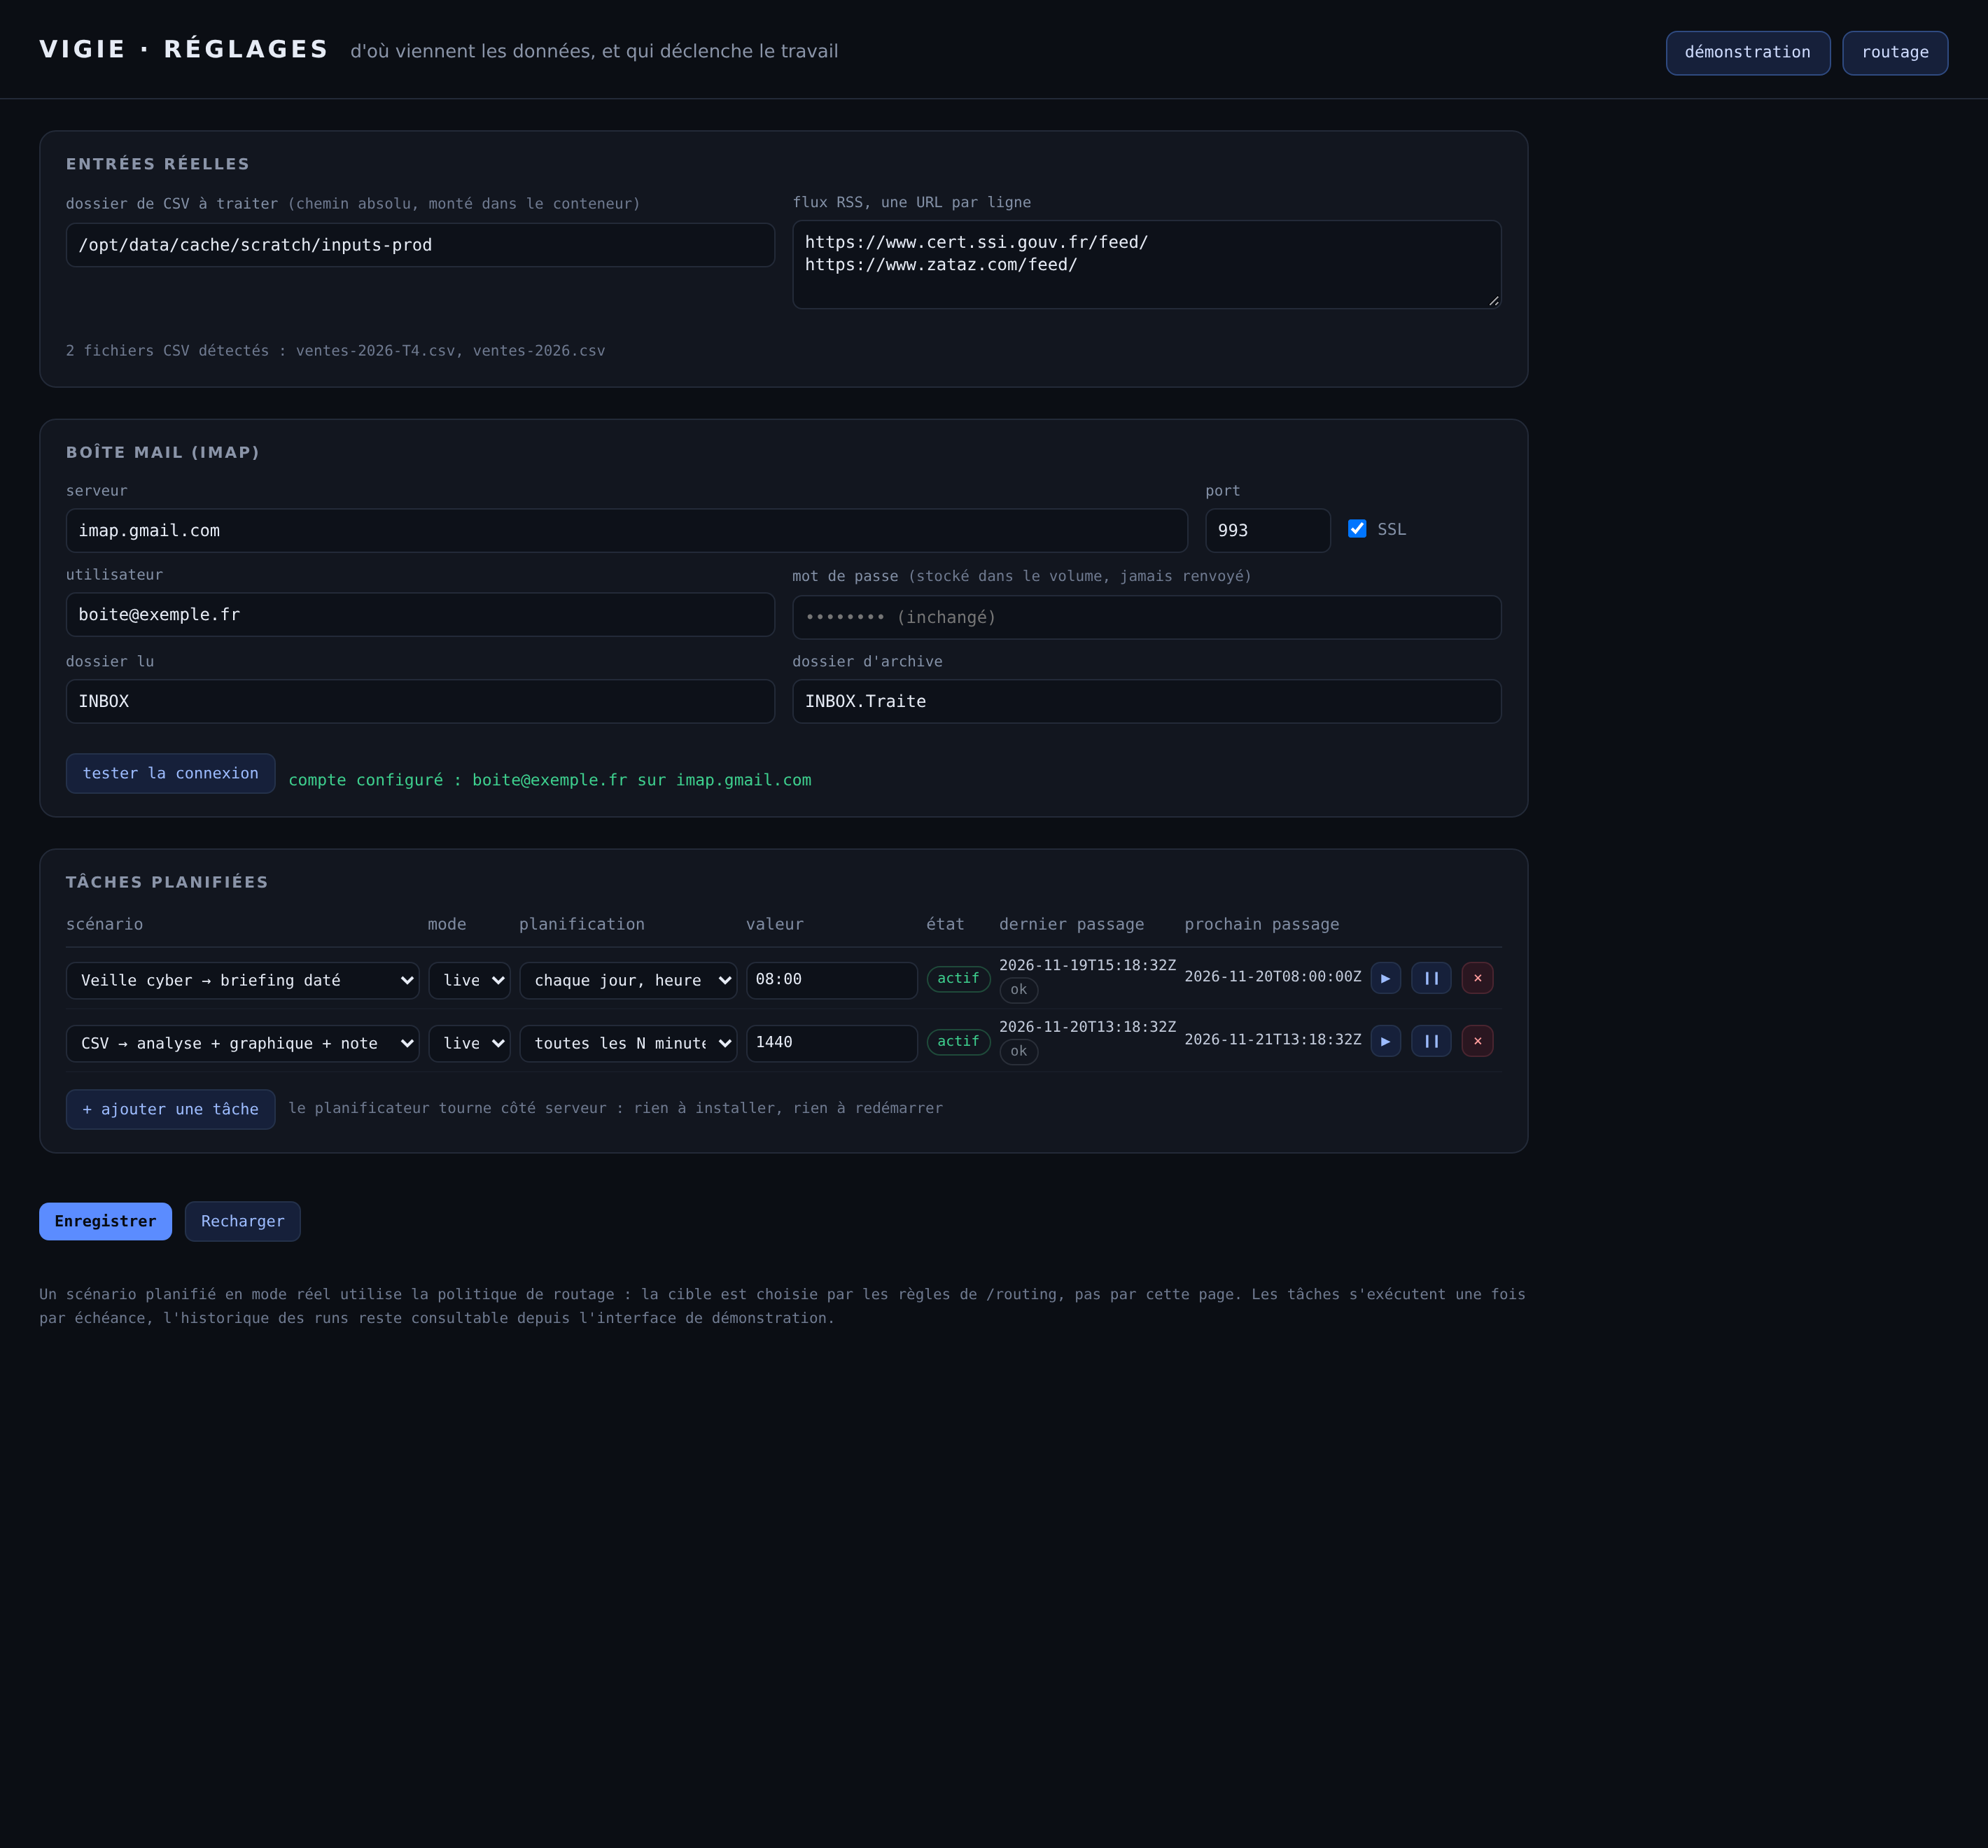 VIGIE · RÉGLAGES d'où viennent les données, et qui déclenche le travail démonstration routage
ENTRÉES RÉELLES
dossier de CSV à traiter (chemin absolu, monté dans le conteneur)
/opt/data/cache/scratch/inputs-prod
flux RSS, une URL par ligne
https://www.cert.ssi.gouv.fr/feed/
https://www.zataz.com/feed/
2 fichiers CSV détectés : ventes-2026-T4.csv, ventes-2026.csv
BOÎTE MAIL (IMAP)
serveur port
imap.gmail.com 993 SSL
utilisateur mot de passe (stocké dans le volume, jamais renvoyé)
boite@exemple.fr •••••••• (inchangé)
dossier lu dossier d'archive
INBOX INBOX.Traite
tester la connexion compte configuré : boite@exemple.fr sur imap.gmail.com
TÂCHES PLANIFIÉES
scénario mode planification valeur état dernier passage prochain passage
Veille cyber → briefing daté live chaque jour, heure 08:00 actif 2026-11-19T15:18:32Z ok 2026-11-20T08:00:00Z ▶ ❙❙ ×
CSV → analyse + graphique + note live toutes les N minute 1440 actif 2026-11-20T13:18:32Z ok 2026-11-21T13:18:32Z ▶ ❙❙ ×
+ ajouter une tâche le planificateur tourne côté serveur : rien à installer, rien à redémarrer
Enregistrer Recharger
Un scénario planifié en mode réel utilise la politique de routage : la cible est choisie par les règles de /routing, pas par cette page. Les tâches s'exécutent une fois
par échéance, l'historique des runs reste consultable depuis l'interface de démonstration.